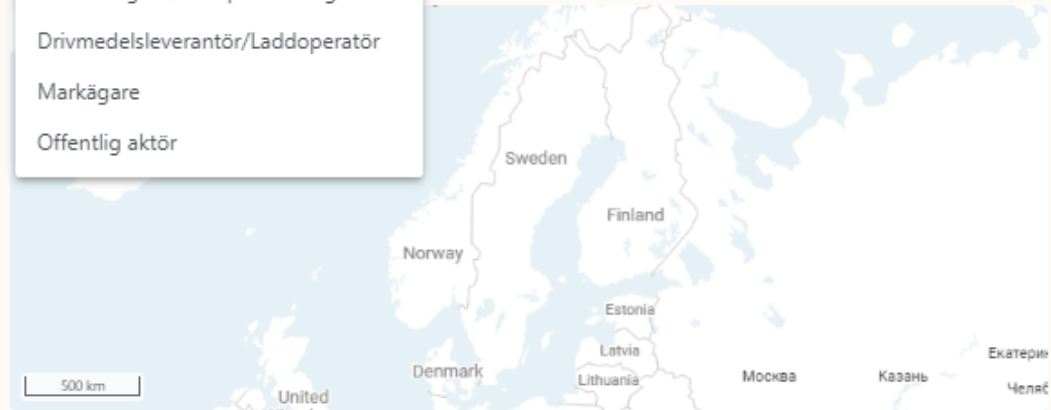 Drivmedelsleverantör/Laddoperatör
Markägare
Offentlig aktör
Sweden
Finland
Norway
Estonia
Latvia
Denmark
Lithuania
Москва
Казань
500 km
United